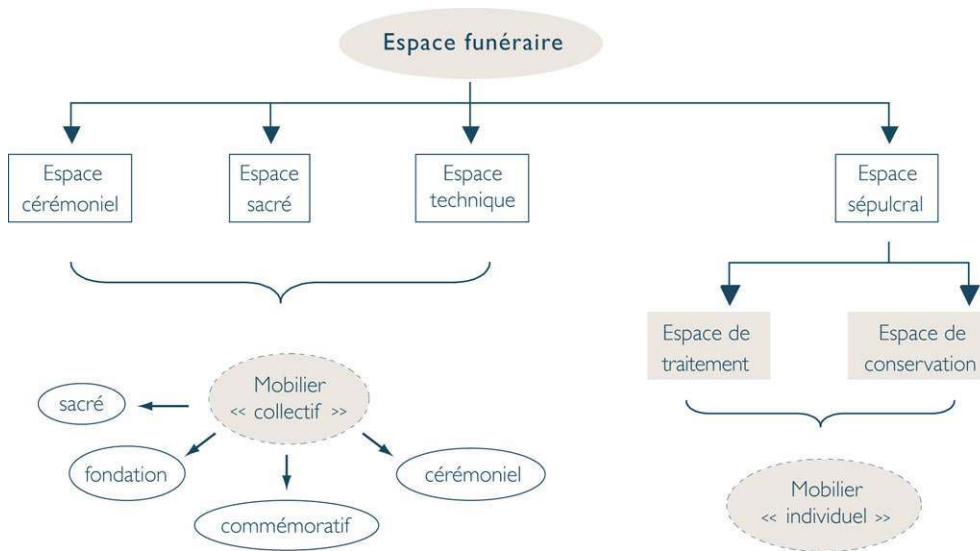 Espace funéraire
Espace
cérémoniel
Espace
sacré
Espace
technique
Espace
sépulcral
Espace de
traitement
Espace de
conservation
Mobilier
<< collectif >>
sacré
fondation
commémoratif
cérémoniel
Mobilier
<< individuel >>